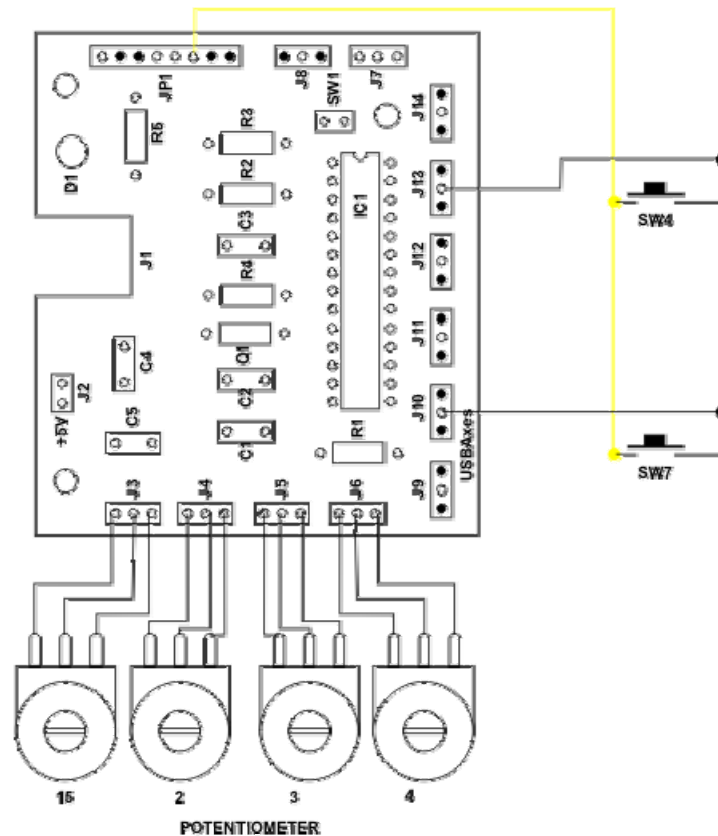 JP1
J8
J7
SW1
J14
R5
R3
D1
R2
IC1
J13
SW4
C3
J12
J1
R4
J11
Q1
C4
J2
C2
J10
+5V
C5
C1
R1
USBAxes
SW7
J9
J3
J4
J5
J6
15
2
3
4
POTENTIOMETER